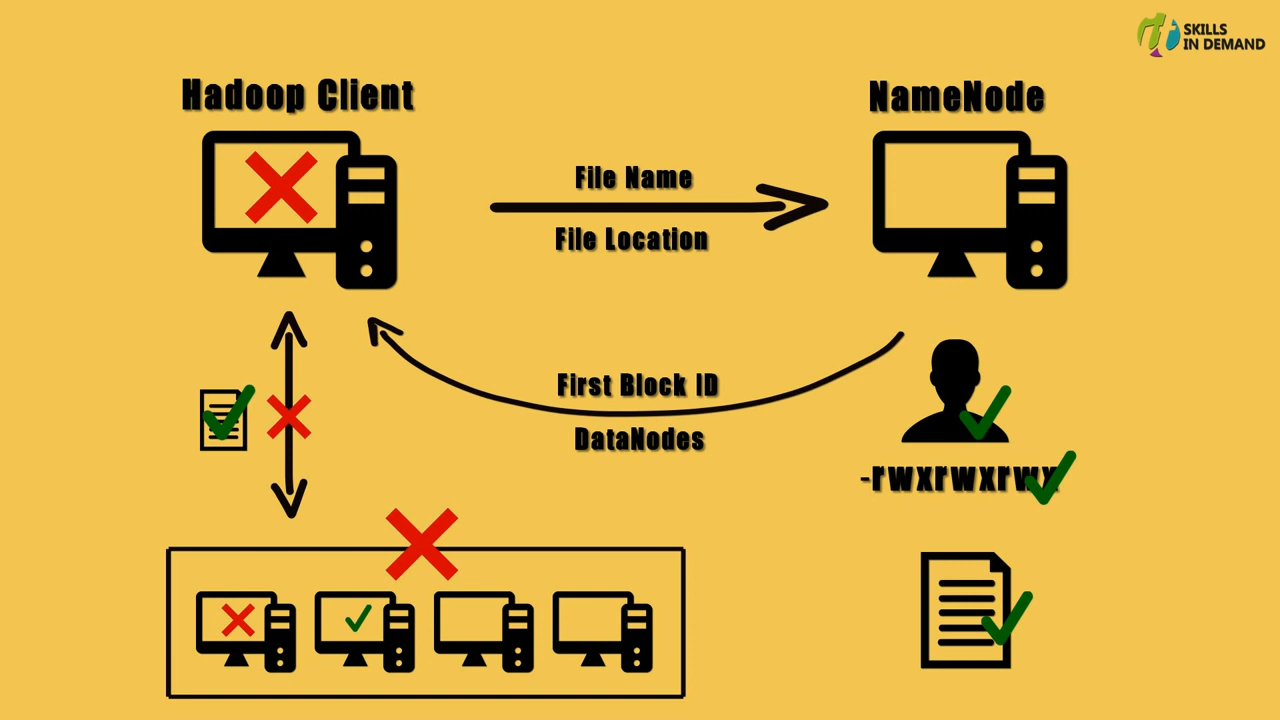 SKILLS
IN DEMAND
Hadoop Client
NameNode
File Name
File Location
First Block ID
DataNodes
-rwxrwxrwx